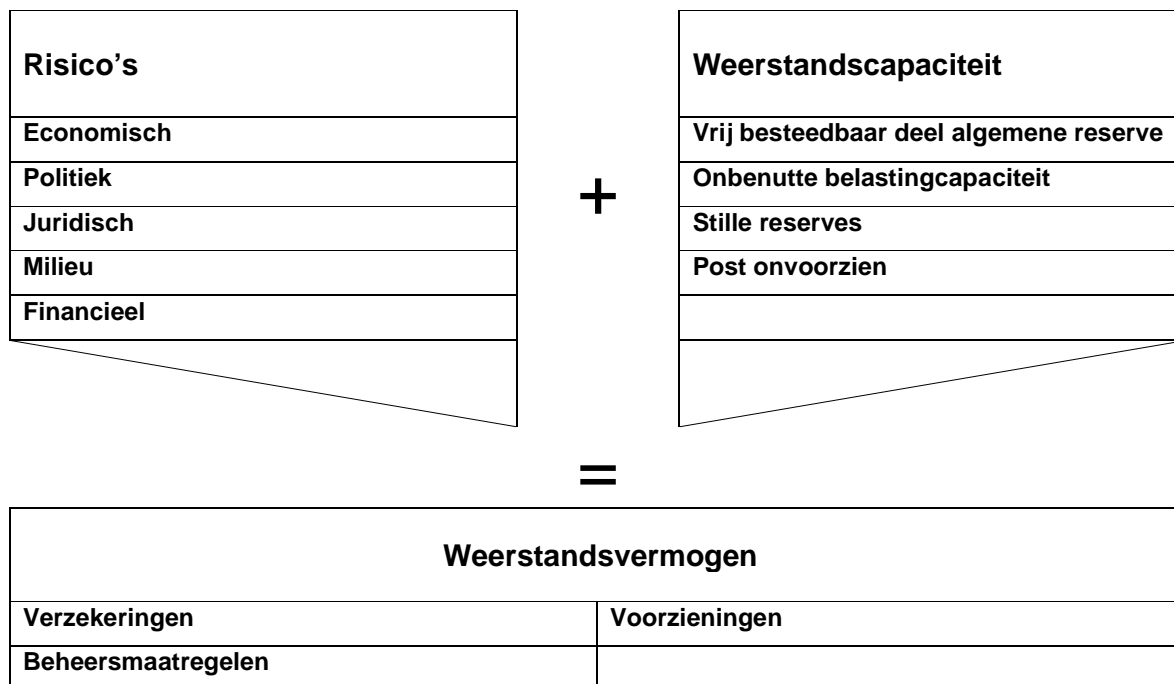 Risico’s
Economisch
Politiek
Juridisch
Milieu
Financieel
+
Weerstandscapaciteit
Vrij besteedbaar deel algemene reserve
Onbenutte belastingcapaciteit
Stille reserves
Post onvoorzien
=
Weerstandsvermogen
Verzekeringen
Voorzieningen
Beheersmaatregelen